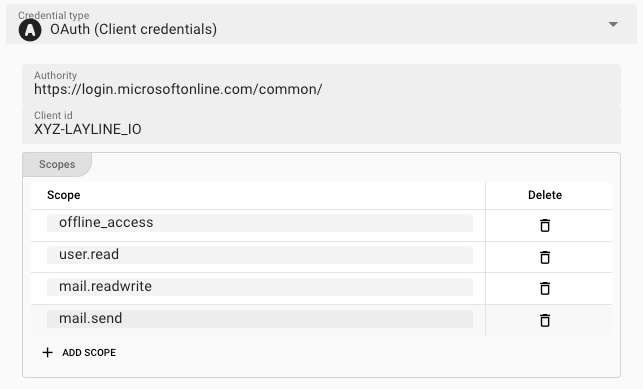 Credential type
A OAuth (Client credentials)
Authority
https://login.microsoftonline.com/common/
Client id
XYZ-LAYLINE_IO
Scopes
Scope Delete
offline_access
user.read
mail.readwrite
mail.send
+ ADD SCOPE